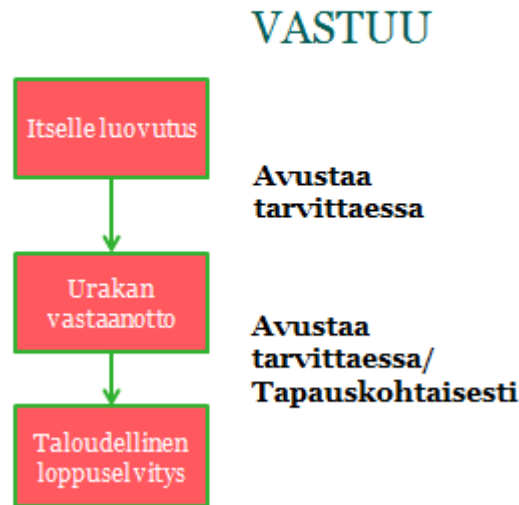 VASTUU
Itselle luovutus
Avustaa
tarvittaessa
Urakan
vastaanotto
Avustaa
tarvittaessa/
Tapauskohtaisesti
Taloudellinen
loppuselvitys